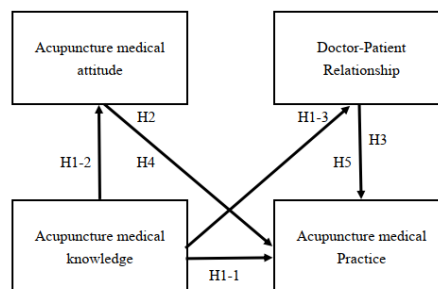 Acupuncture medical
attitude
Doctor-Patient
Relationship
H2
H1-3
H3
H1-2
H4
H5
Acupuncture medical
knowledge
Acupuncture medical
Practice
H1-1